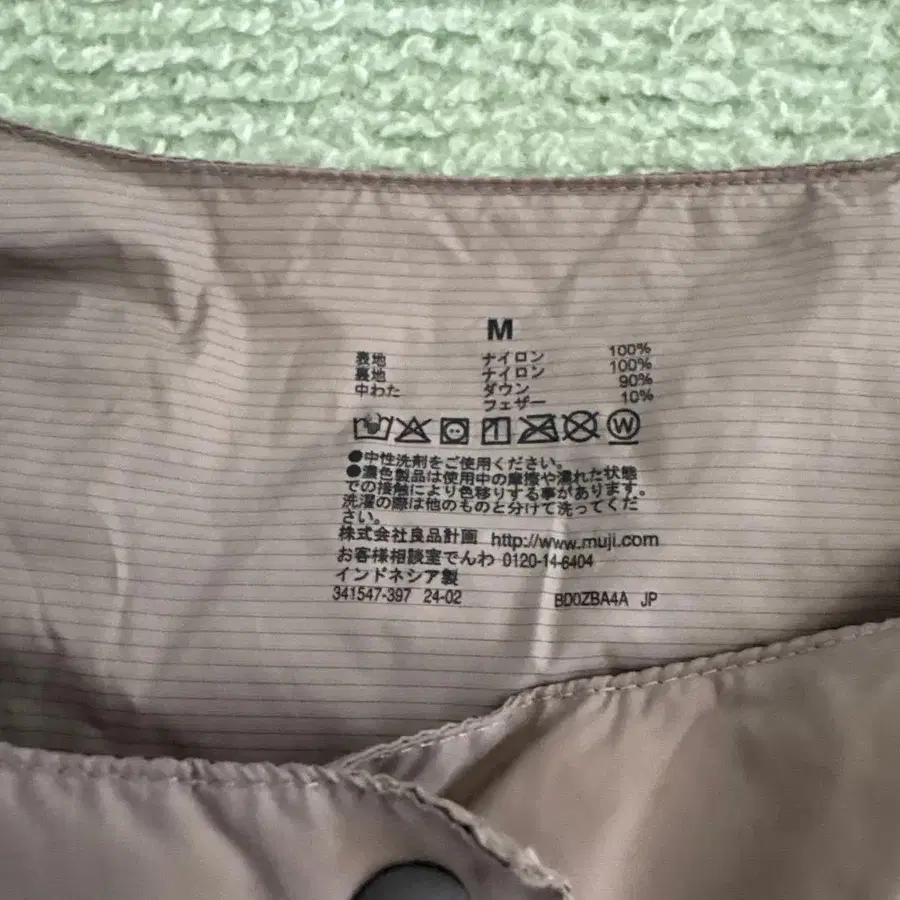 M
表地 ナイロン 100%
裏地 ナイロン 100%
中わた ダウン 90%
フェザー 10%
W
●中性洗剤をご使用ください。
●濃色製品は使用中の摩擦や濡れた状態
での接触により色移りする事があります。
洗濯の際は他のものと分けて洗ってくだ
さい。
株式会社良品計画 http://www.muji.com
お客様相談室でんわ 0120-14-6404
インドネシア製
341547-397 24-02 BD0ZBA4A JP